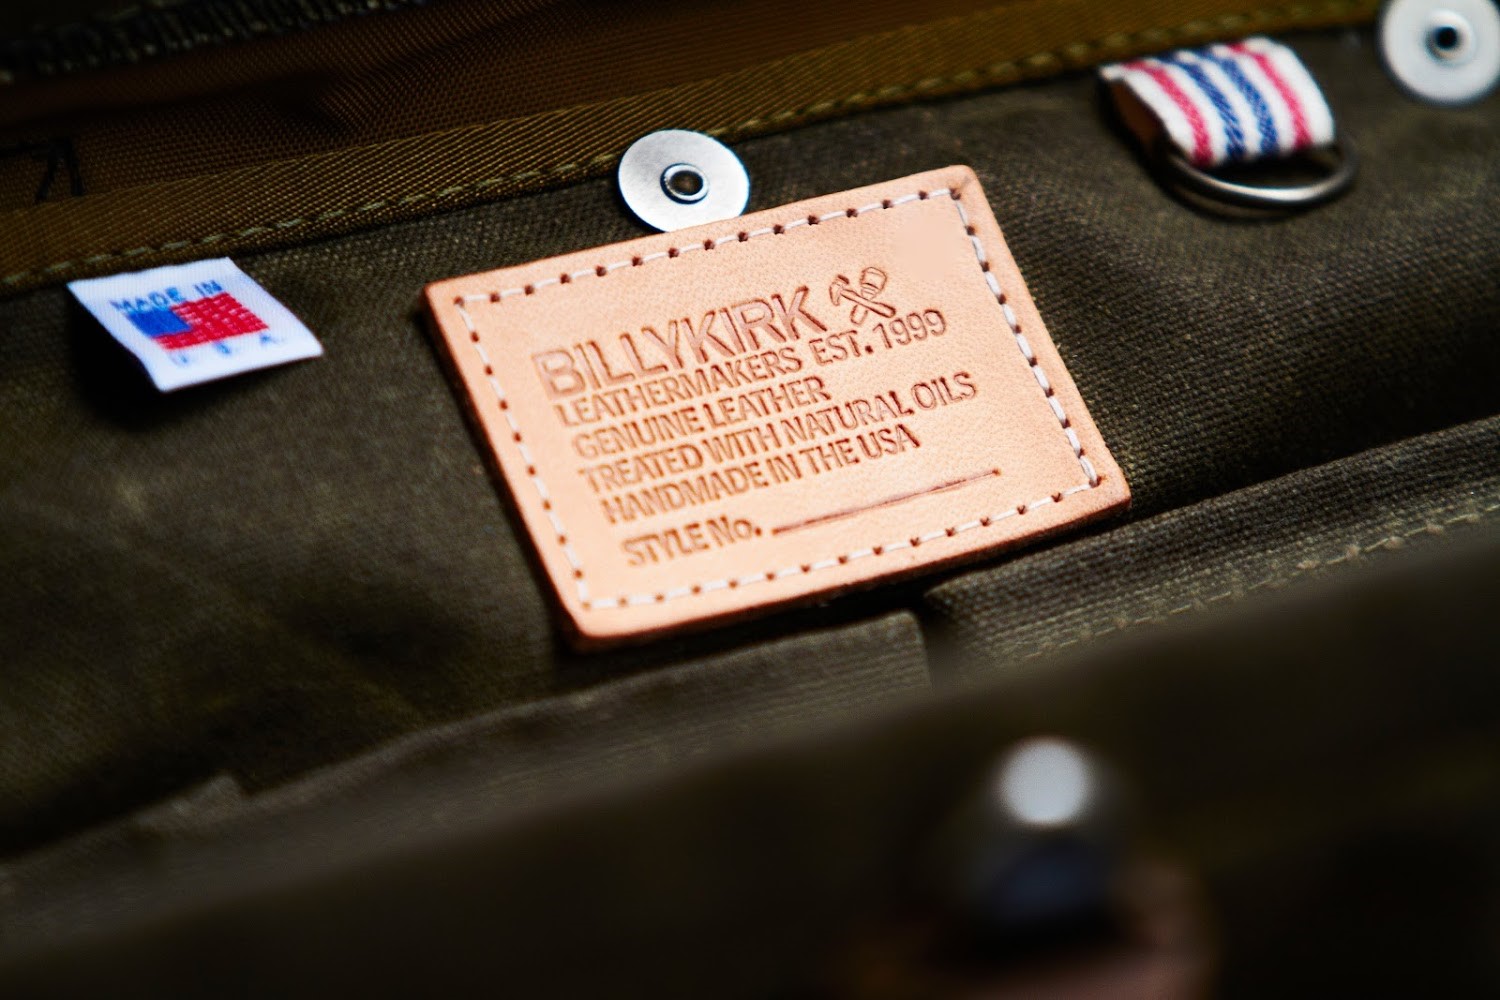 MADE IN
U. S. A.
BILLYKIRK
LEATHERMAKERS EST. 1999
GENUINE LEATHER
TREATED WITH NATURAL OILS
HANDMADE IN THE USA
STYLE No.